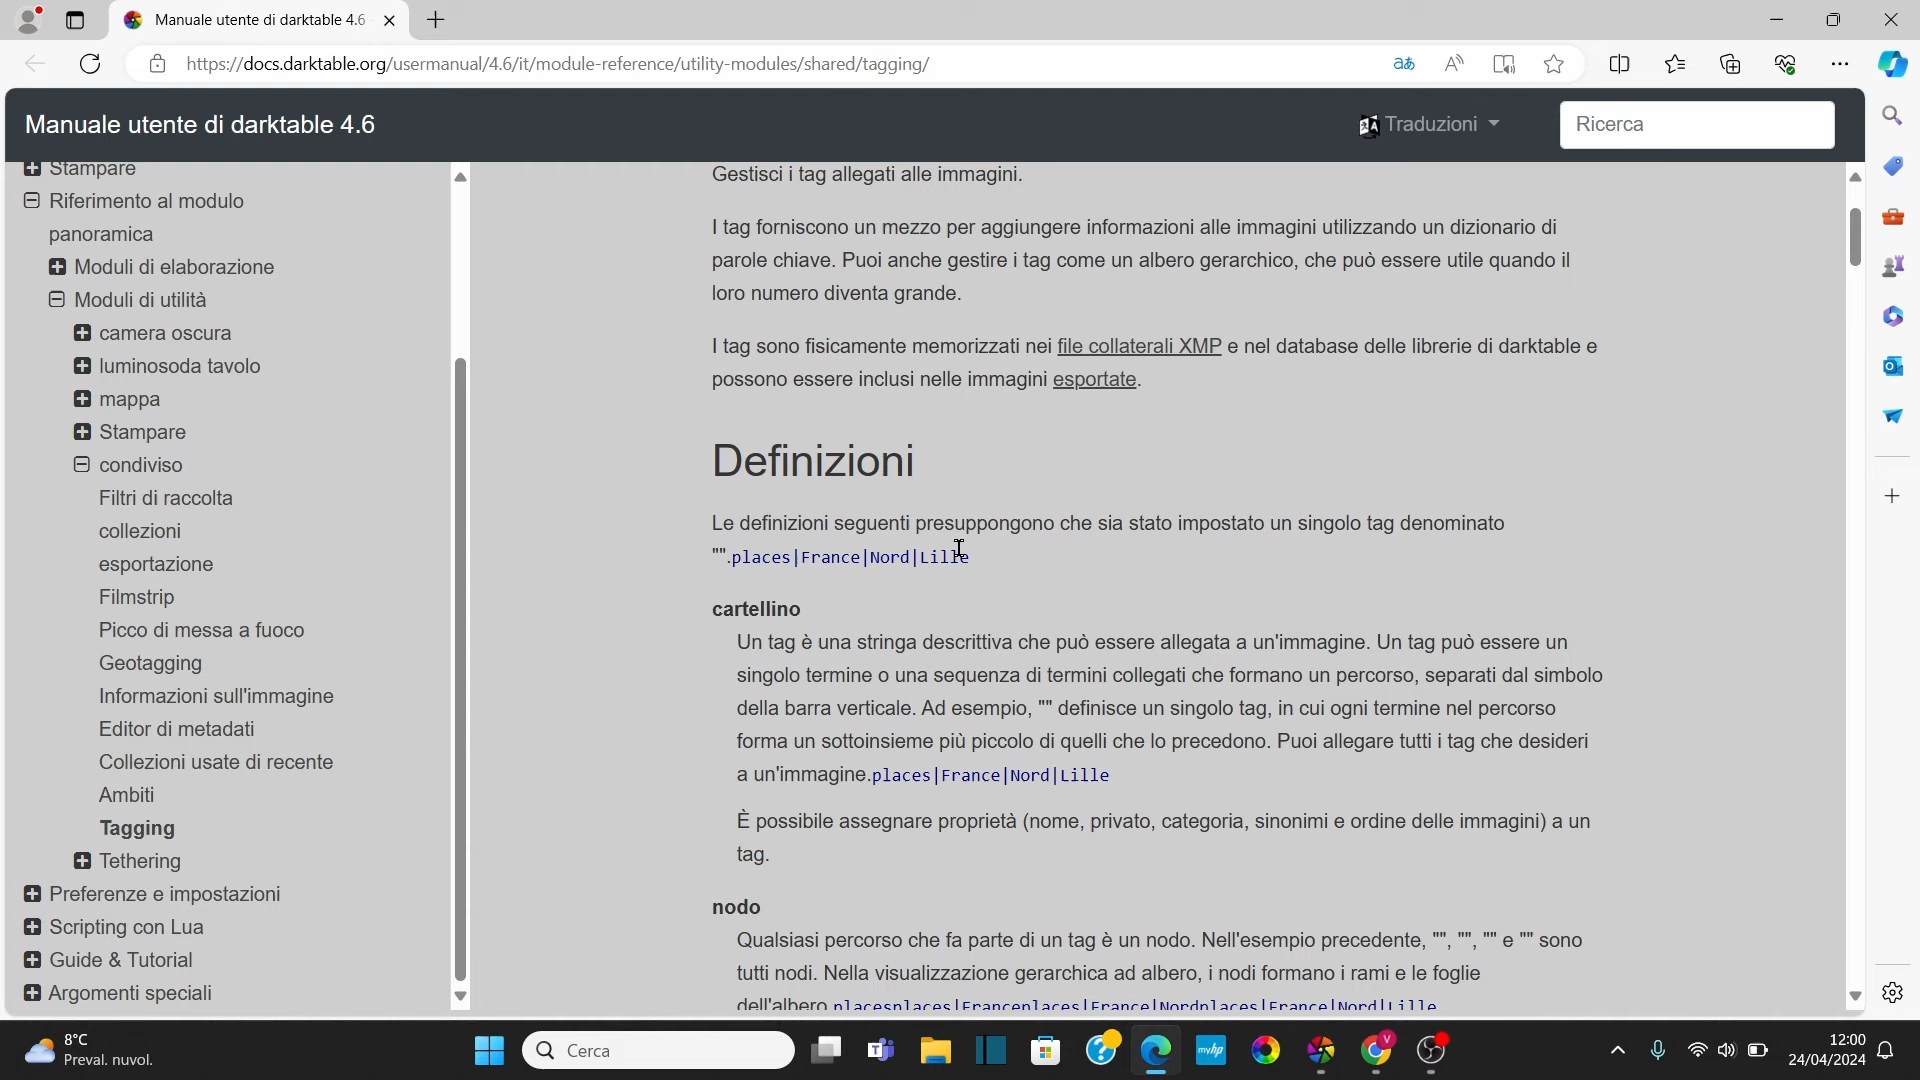 Manuale utente di darktable 4.6
https://docs.darktable.org/usermanual/4.6/it/module-reference/utility-modules/shared/tagging/
Manuale utente di darktable 4.6
Traduzioni
Ricerca
Stampare
Riferimento al modulo
panoramica
Moduli di elaborazione
Moduli di utilità
camera oscura
luminosoda tavolo
mappa
Stampare
condiviso
Filtri di raccolta
collezioni
esportazione
Filmstrip
Picco di messa a fuoco
Geotagging
Informazioni sull'immagine
Editor di metadati
Collezioni usate di recente
Ambiti
Tagging
Tethering
Preferenze e impostazioni
Scripting con Lua
Guide & Tutorial
Argomenti speciali
Gestisci i tag allegati alle immagini.
I tag forniscono un mezzo per aggiungere informazioni alle immagini utilizzando un dizionario di
parole chiave. Puoi anche gestire i tag come un albero gerarchico, che può essere utile quando il
loro numero diventa grande.
I tag sono fisicamente memorizzati nei file collaterali XMP e nel database delle librerie di darktable e
possono essere inclusi nelle immagini esportate.
Definizioni
Le definizioni seguenti presuppongono che sia stato impostato un singolo tag denominato
"".places|France|Nord|Lille
cartellino
Un tag è una stringa descrittiva che può essere allegata a un'immagine. Un tag può essere un
singolo termine o una sequenza di termini collegati che formano un percorso, separati dal simbolo
della barra verticale. Ad esempio, "" definisce un singolo tag, in cui ogni termine nel percorso
forma un sottoinsieme più piccolo di quelli che lo precedono. Puoi allegare tutti i tag che desideri
a un'immagine.places|France|Nord|Lille
È possibile assegnare proprietà (nome, privato, categoria, sinonimi e ordine delle immagini) a un
tag.
nodo
Qualsiasi percorso che fa parte di un tag è un nodo. Nell'esempio precedente, "", "", "" e "" sono
tutti nodi. Nella visualizzazione gerarchica ad albero, i nodi formano i rami e le foglie
dell'albero.placesplaces|Franceplaces|France|Nordplaces|France|Nord|Lille
8°C
Preval. nuvol.
Cerca
myhp
V
12:00
24/04/2024